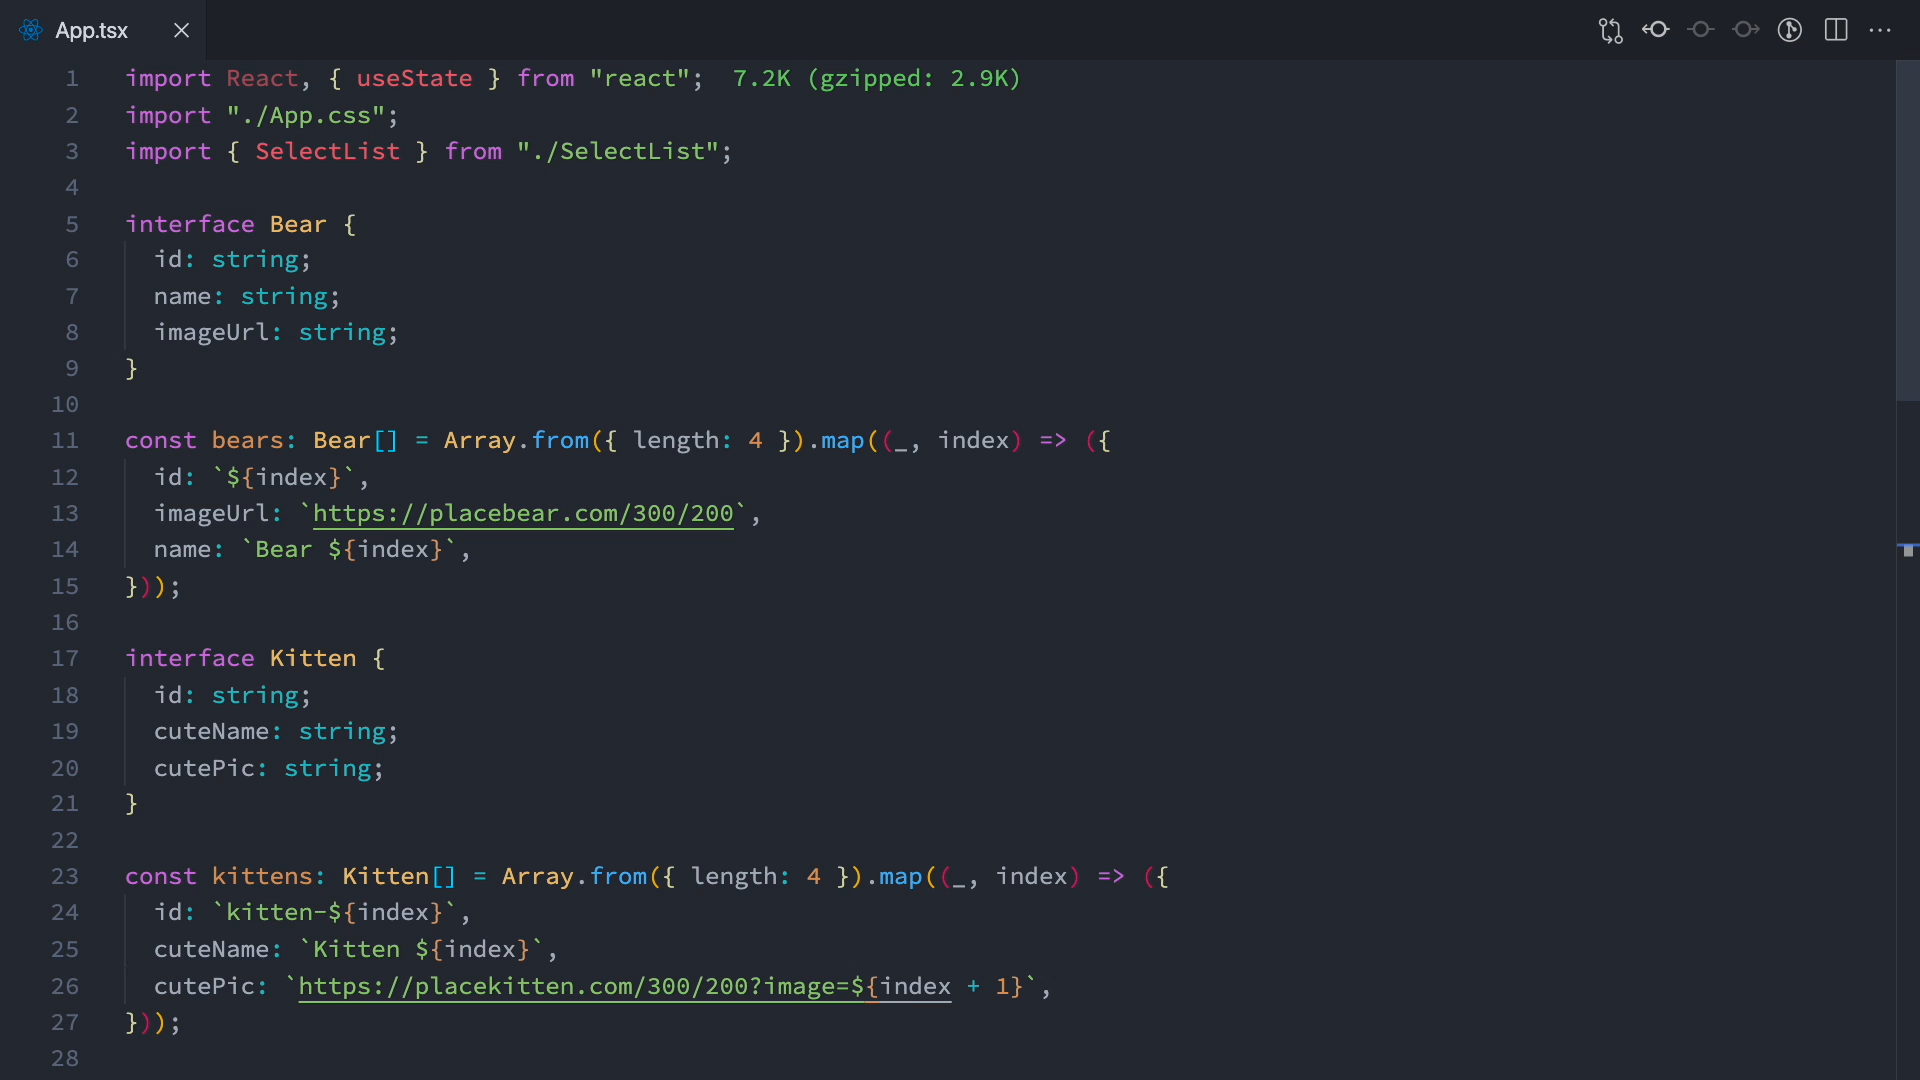 App.tsx
1 import React, { useState } from "react"; 7.2K (gzipped: 2.9K)
2 import "./App.css";
3 import { SelectList } from "./SelectList";
4
5 interface Bear {
6   id: string;
7   name: string;
8   imageUrl: string;
9 }
10
11 const bears: Bear[] = Array.from({ length: 4 }).map((_, index) => ({
12   id: `${index}`,
13   imageUrl: `https://placebear.com/300/200`,
14   name: `Bear ${index}`,
15 }));
16
17 interface Kitten {
18   id: string;
19   cuteName: string;
20   cutePic: string;
21 }
22
23 const kittens: Kitten[] = Array.from({ length: 4 }).map((_, index) => ({
24   id: `kitten-${index}`,
25   cuteName: `Kitten ${index}`,
26   cutePic: `https://placekitten.com/300/200?image=${index + 1}`,
27 }));
28